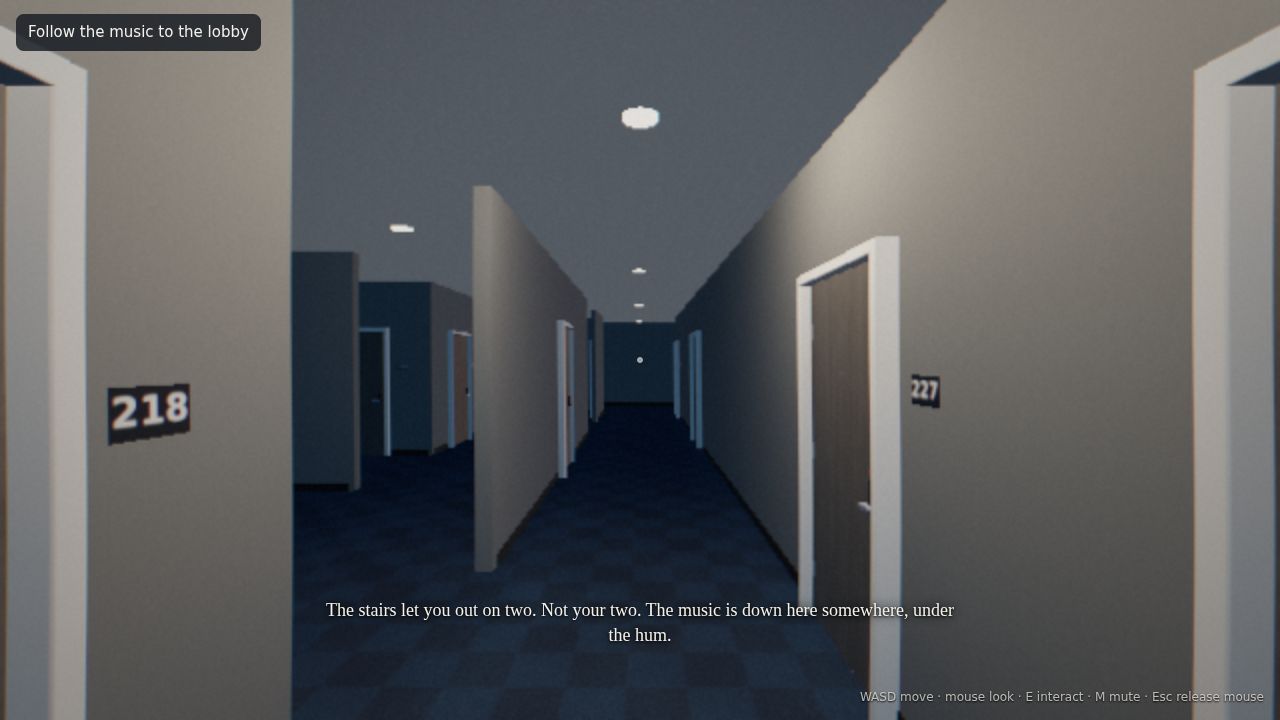 Follow the music to the lobby
218
227
The stairs let you out on two. Not your two. The music is down here somewhere, under
the hum.
WASD move · mouse look · E interact · M mute · Esc release mouse